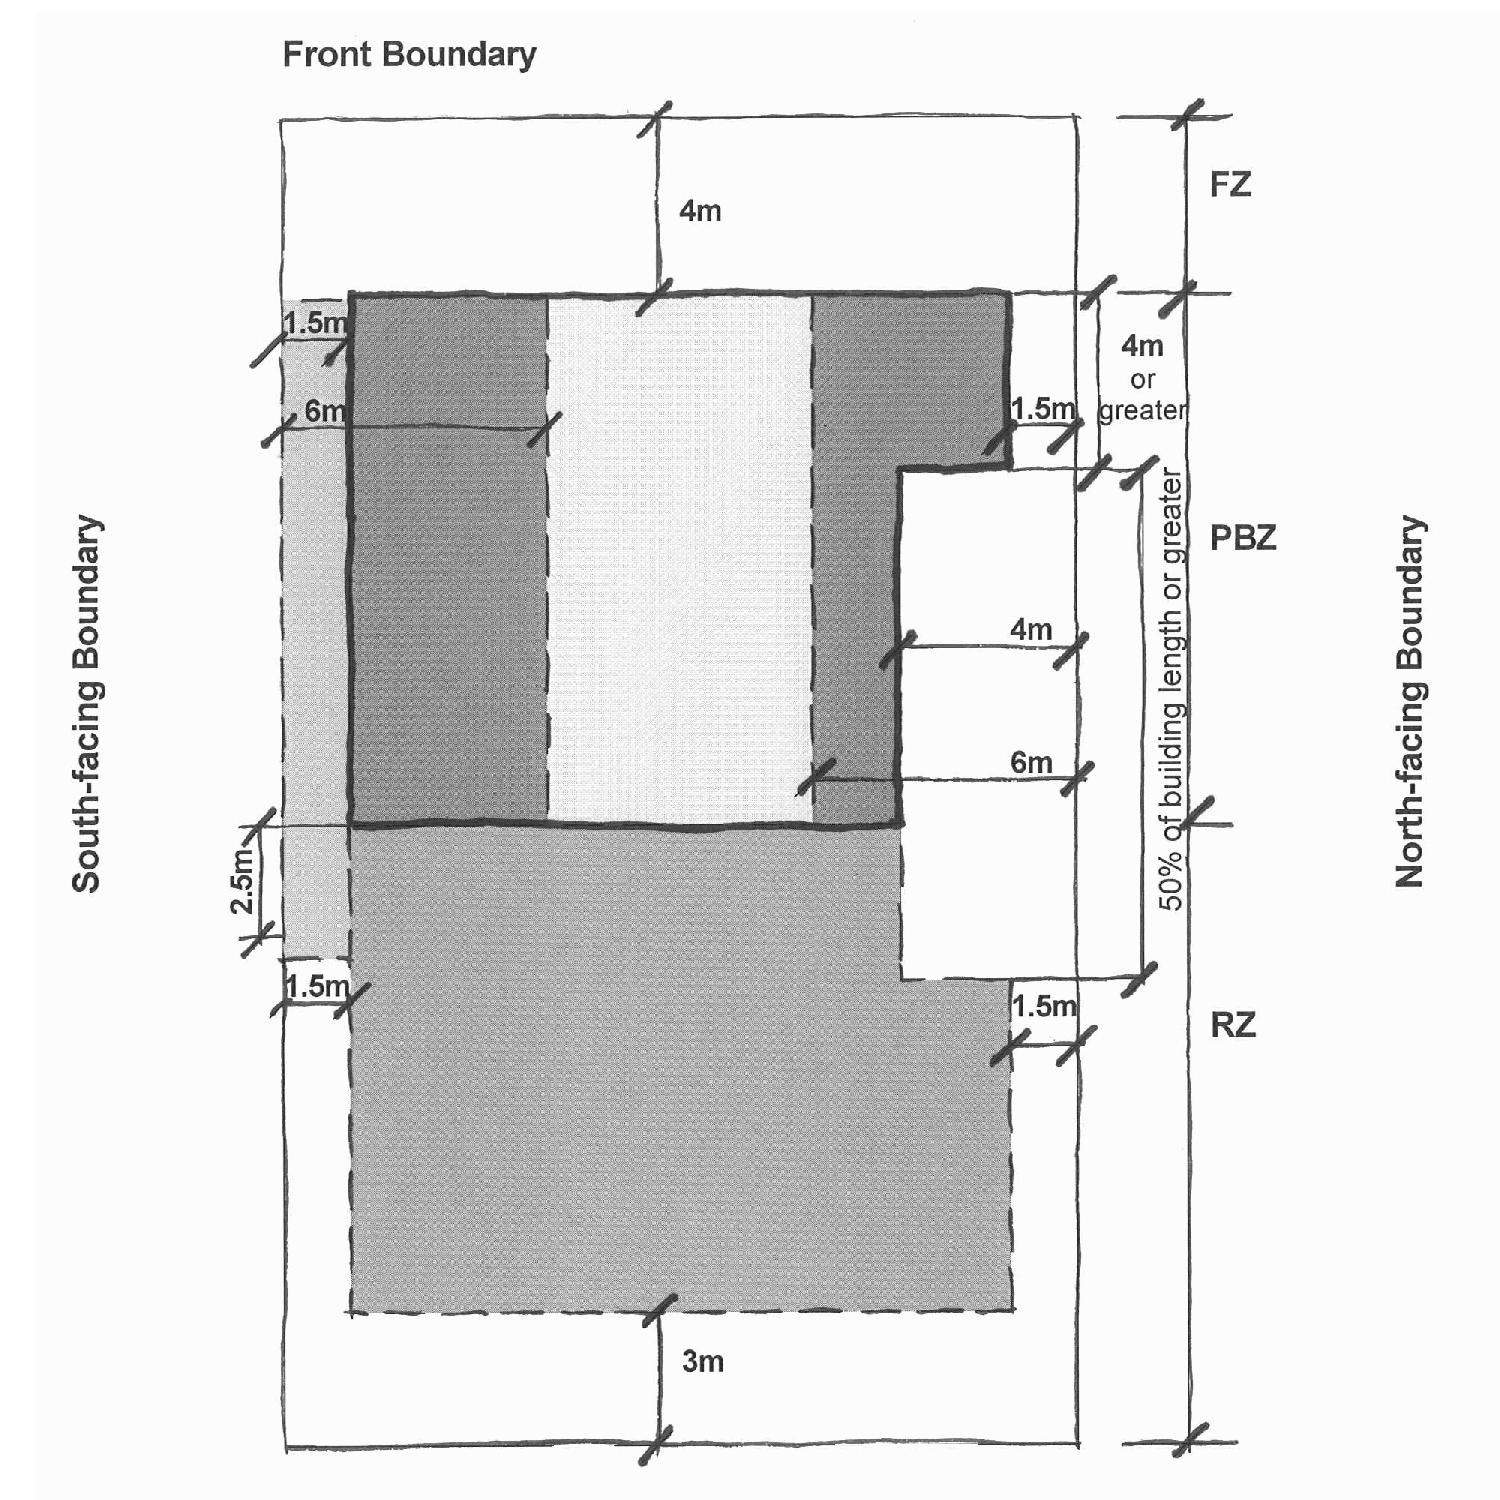 Front Boundary
FZ
4m
1.5m
4m
or
greater
6m
1.5m
South-facing Boundary
North-facing Boundary
50% of building length or greater
PBZ
4m
6m
2.5m
1.5m
1.5m
RZ
3m